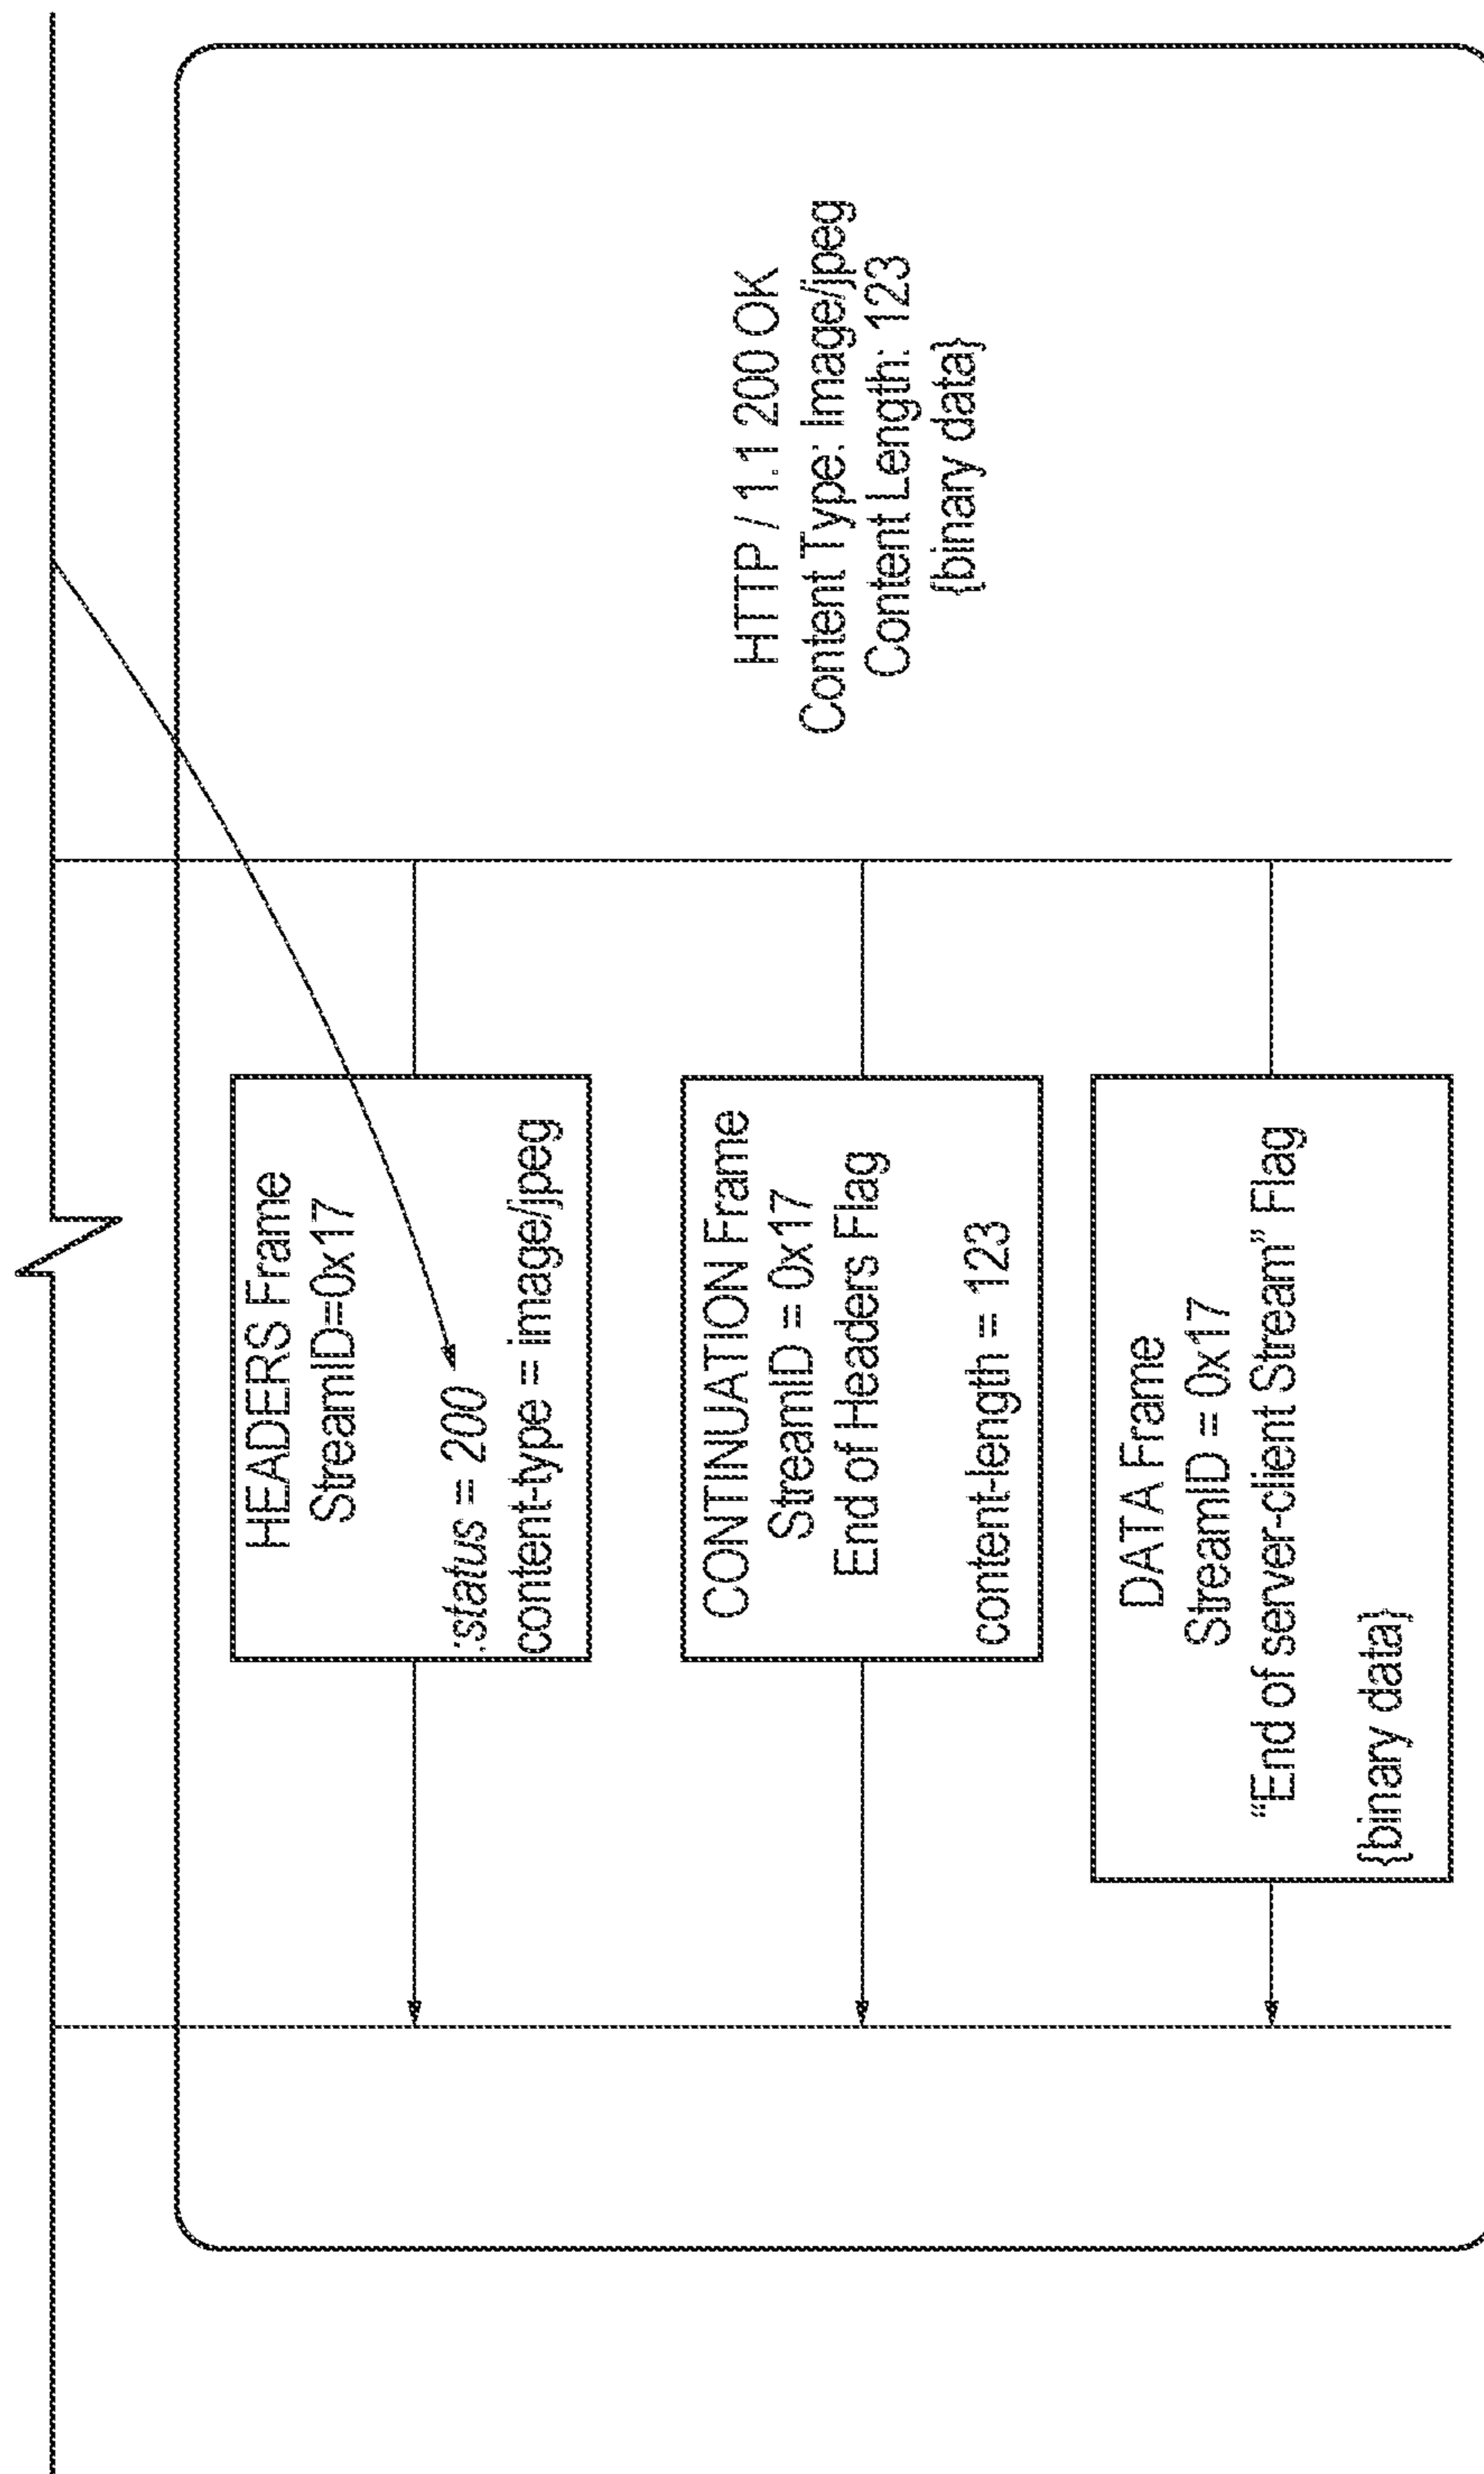 HEADERS Frame
StreamID=0x17
:status = 200
content-type = image/jpeg
CONTINUATION Frame
StreamID = 0x17
End of Headers Flag
content-length = 123
DATA Frame
StreamID = 0x17
“End of server-client Stream” Flag
{binary data}
HTTP / 1.1 200 OK
Content Type: Image/jpeg
Content Length: 123
{binary data}